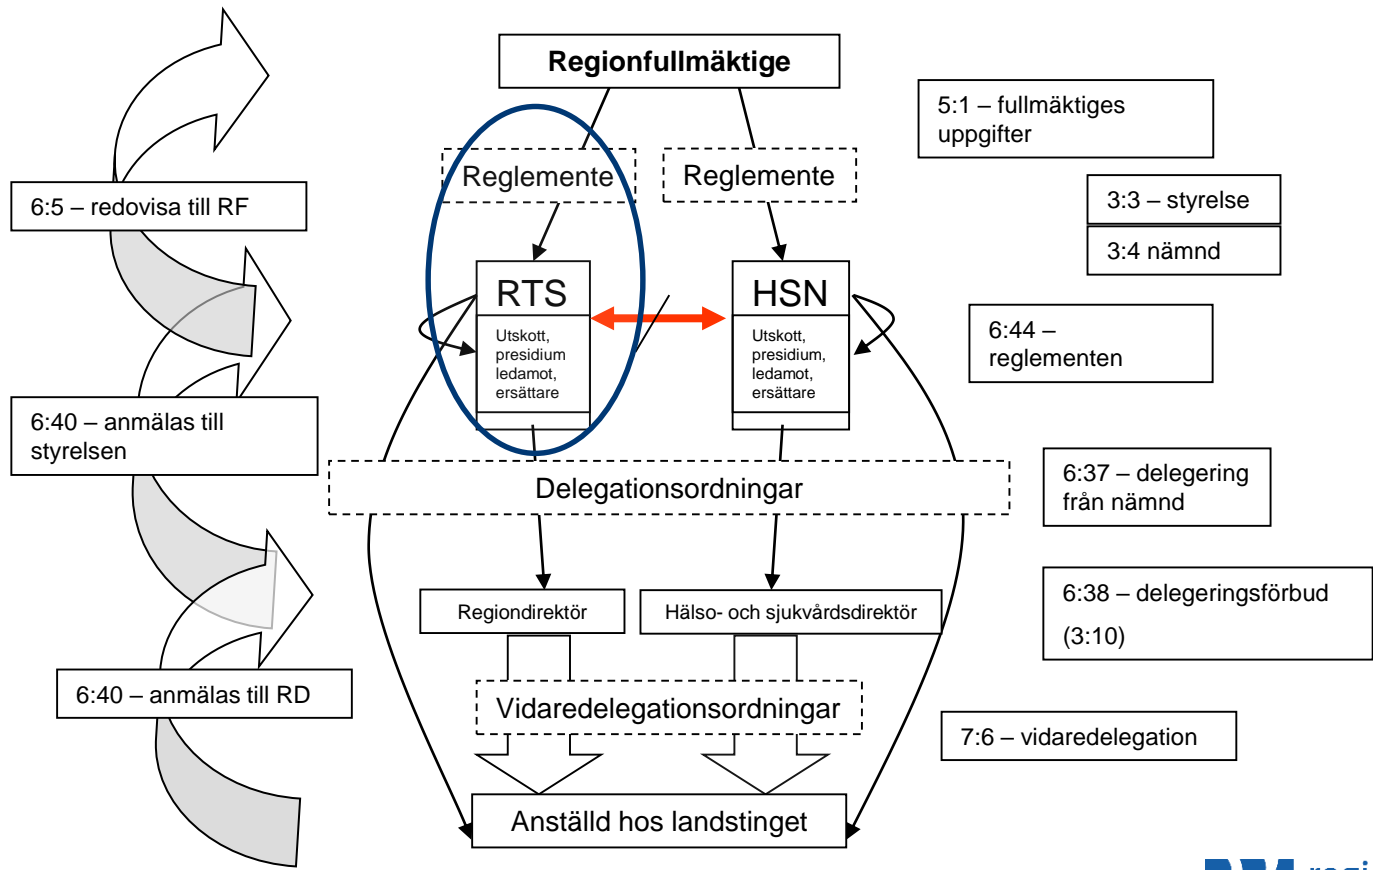 Regionfullmäktige
5:1 – fullmäktiges
uppgifter
Reglemente
Reglemente
6:5 – redovisa till RF
3:3 – styrelse
3:4 nämnd
RTS
HSN
Utskott,
presidium
ledamot,
ersättare
Utskott,
presidium,
ledamot,
ersättare
6:44 –
reglementen
6:40 – anmälas till
styrelsen
Delegationsordningar
6:37 – delegering
från nämnd
Regiondirektör
Hälso- och sjukvårdsdirektör
6:38 – delegeringsförbud
(3:10)
6:40 – anmälas till RD
Vidaredelegationsordningar
7:6 – vidaredelegation
Anställd hos landstinget